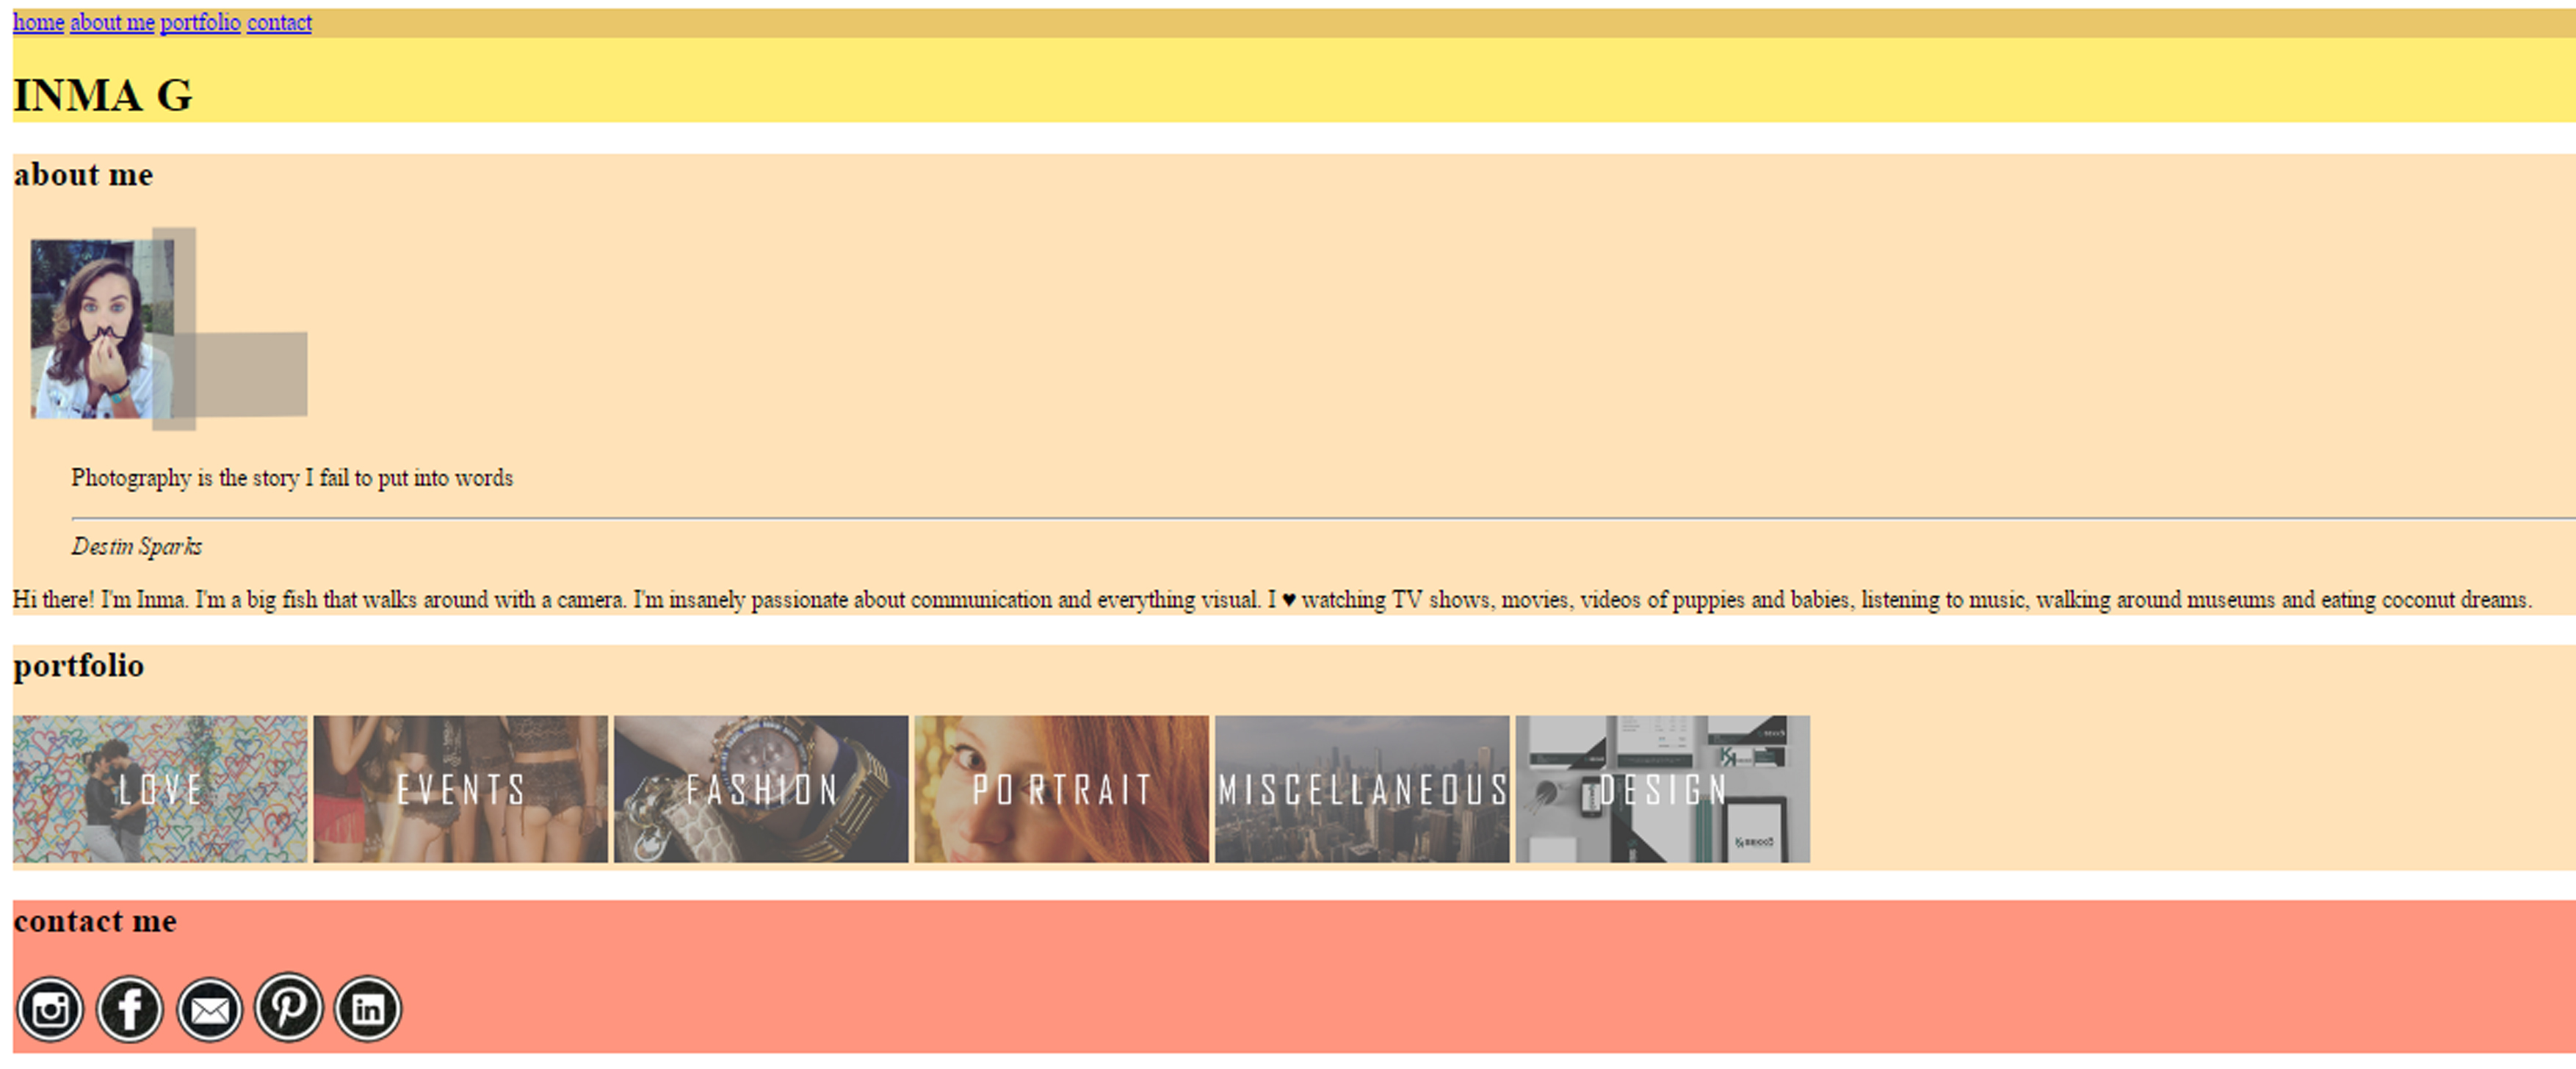 home about me portfolio contact
INMA G
about me
Photography is the story I fail to put into words
Destin Sparks
Hi there! I'm Inma. I'm a big fish that walks around with a camera. I'm insanely passionate about communication and everything visual. I ♥ watching TV shows, movies, videos of puppies and babies, listening to music, walking around museums and eating coconut dreams.
portfolio
LOVE EVENTS FASHION PORTRAIT MISCELLANEOUS DESIGN
contact me